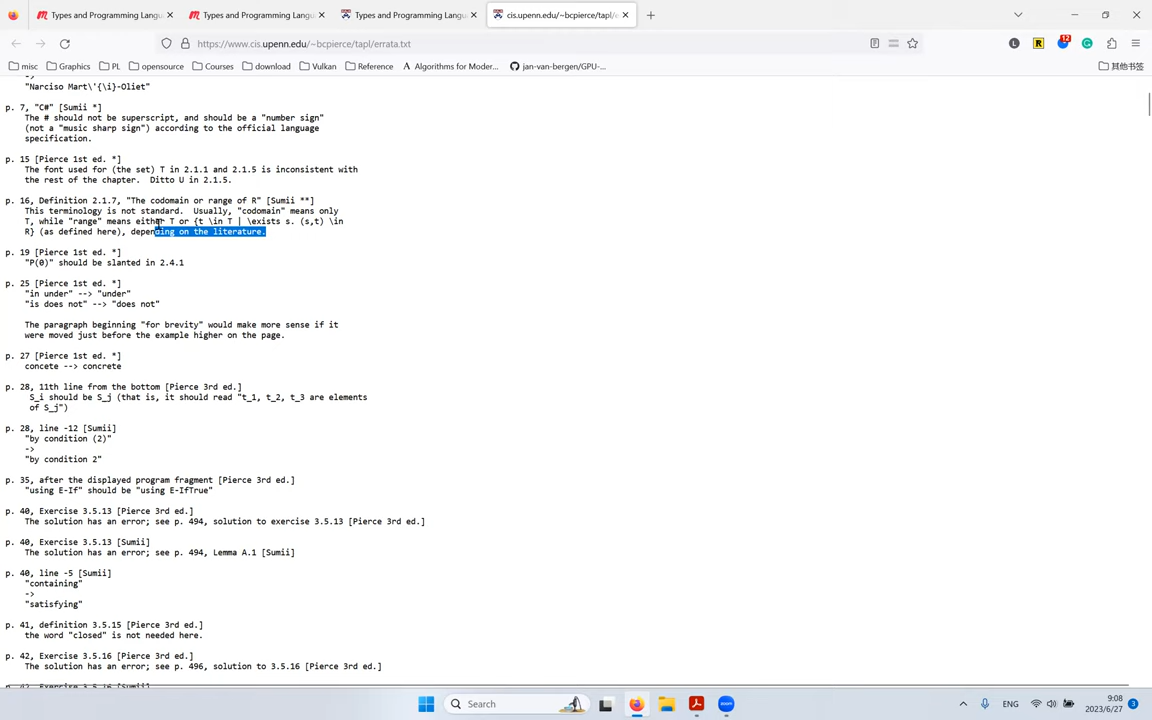 Types and Programming Langu
Types and Programming Langu
Types and Programming Langu
cis.upenn.edu/~bcpierce/tapl/e
https://www.cis.upenn.edu/~bcpierce/tapl/errata.txt
12
misc
Graphics
PL
opensource
Courses
download
Vulkan
Reference
Algorithms for Moder...
jan-van-bergen/GPU-...
其他书签
"Narciso Mart\'{\i}-Oliet"
p. 7, "C#" [Sumii *]
The # should not be superscript, and should be a "number sign"
(not a "music sharp sign") according to the official language
specification.
p. 15 [Pierce 1st ed. *]
The font used for (the set) T in 2.1.1 and 2.1.5 is inconsistent with
the rest of the chapter.  Ditto U in 2.1.5.
p. 16, Definition 2.1.7, "The codomain or range of R" [Sumii **]
This terminology is not standard.  Usually, "codomain" means only
T, while "range" means either T or {t \in T | \exists s. (s,t) \in
R} (as defined here), depending on the literature.
p. 19 [Pierce 1st ed. *]
"P(0)" should be slanted in 2.4.1
p. 25 [Pierce 1st ed. *]
"in under" --> "under"
"is does not" --> "does not"
The paragraph beginning "for brevity" would make more sense if it
were moved just before the example higher on the page.
p. 27 [Pierce 1st ed. *]
concete --> concrete
p. 28, 11th line from the bottom [Pierce 3rd ed.]
S_i should be S_j (that is, it should read "t_1, t_2, t_3 are elements
of S_j")
p. 28, line -12 [Sumii]
"by condition (2)"
->
"by condition 2"
p. 35, after the displayed program fragment [Pierce 3rd ed.]
"using E-If" should be "using E-IfTrue"
p. 40, Exercise 3.5.13 [Pierce 3rd ed.]
The solution has an error; see p. 494, solution to exercise 3.5.13 [Pierce 3rd ed.]
p. 40, Exercise 3.5.13 [Sumii]
The solution has an error; see p. 494, Lemma A.1 [Sumii]
p. 40, line -5 [Sumii]
"containing"
->
"satisfying"
p. 41, definition 3.5.15 [Pierce 3rd ed.]
the word "closed" is not needed here.
p. 42, Exercise 3.5.16 [Pierce 3rd ed.]
The solution has an error; see p. 496, solution to 3.5.16 [Pierce 3rd ed.]
p. 42, Exercise 3.5.16 [Sumii]
Search
ENG
9:08
2023/6/27
3